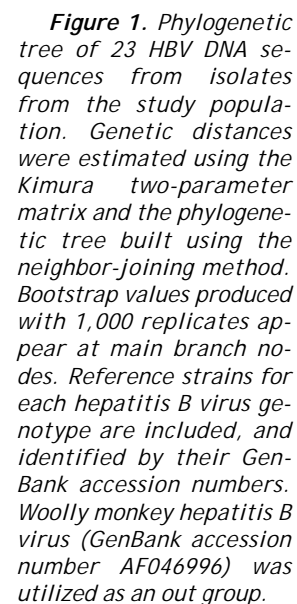 Figure 1. Phylogenetic
tree of 23 HBV DNA se-
quences from isolates
from the study popula-
tion. Genetic distances
were estimated using the
Kimura two-parameter
matrix and the phylogene-
tic tree built using the
neighbor-joining method.
Bootstrap values produced
with 1,000 replicates ap-
pear at main branch no-
des. Reference strains for
each hepatitis B virus ge-
notype are included, and
identified by their Gen-
Bank accession numbers.
Woolly monkey hepatitis B
virus (GenBank accession
number AF046996) was
utilized as an out group.